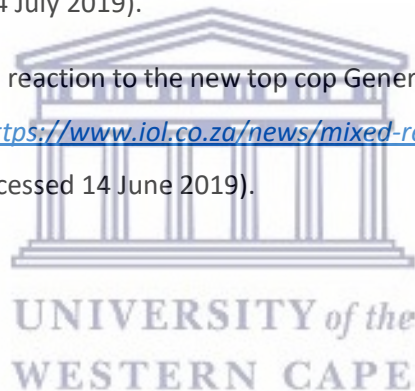 4 July 2019).
reaction to the new top cop Gener
ttps://www.iol.co.za/news/mixed-re
cessed 14 June 2019).
UNIVERSITY of the
WESTERN CAPE